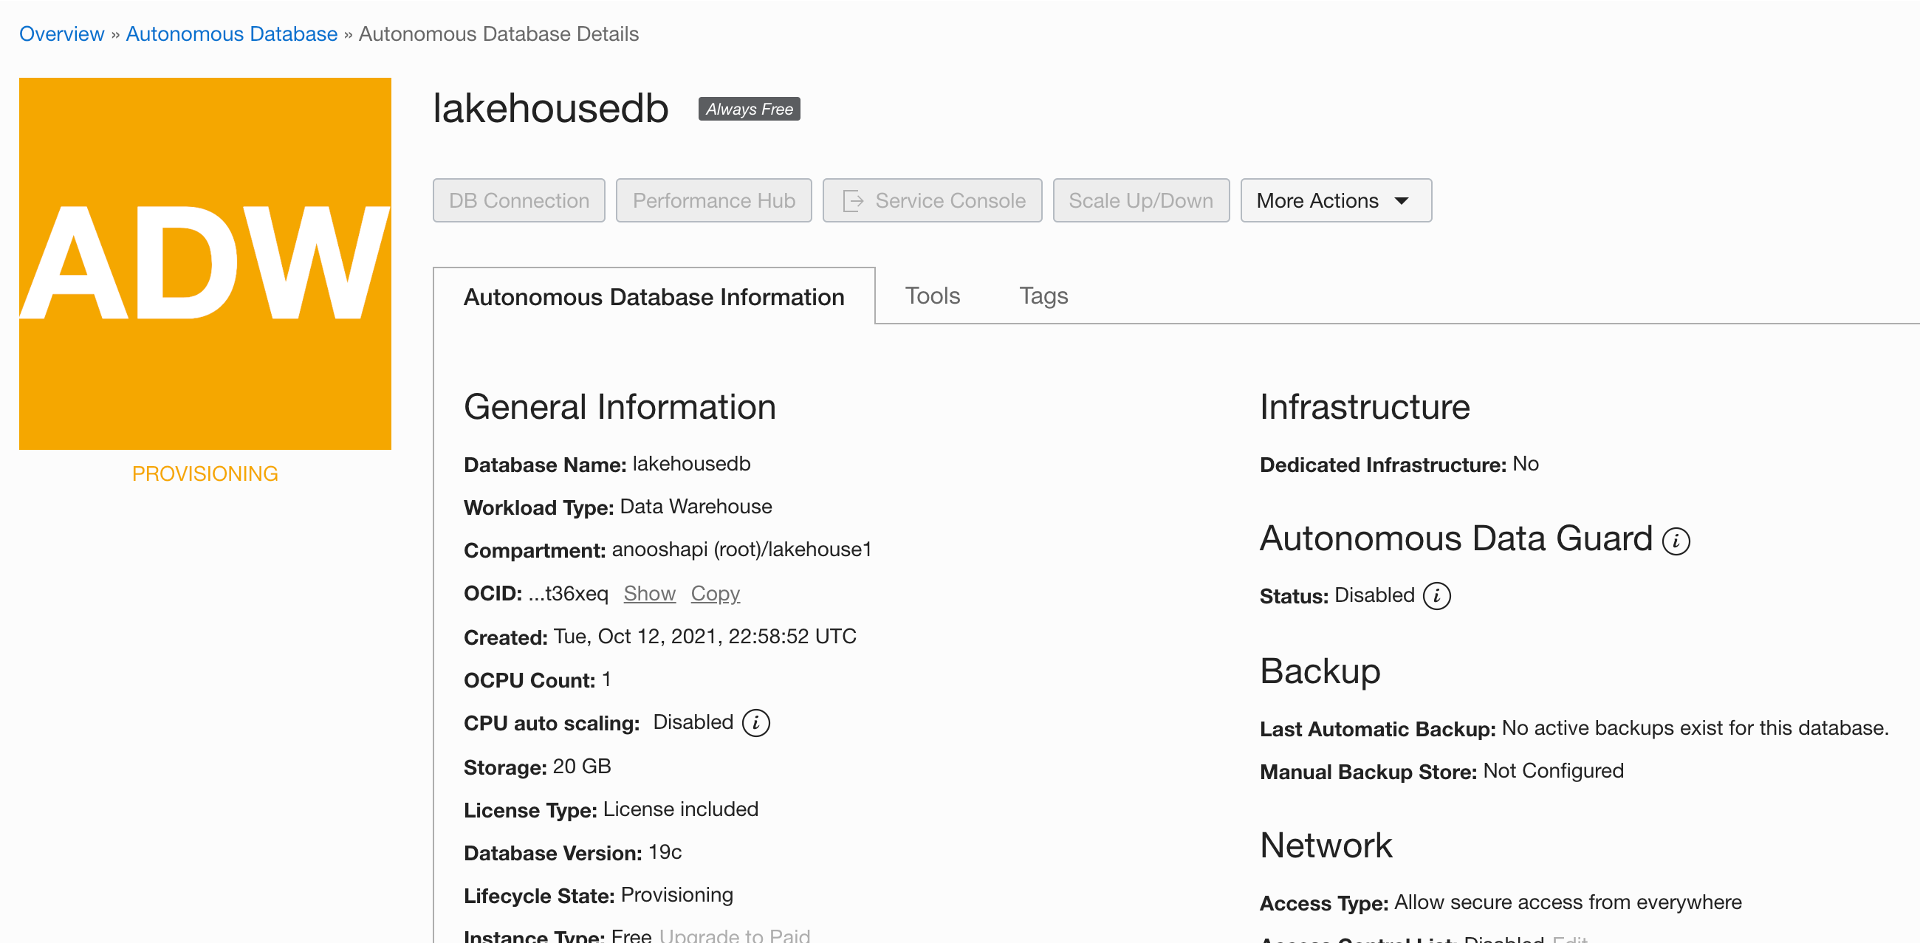 Overview » Autonomous Database » Autonomous Database Details
ADW
PROVISIONING
lakehousedb Always Free
DB Connection Performance Hub Service Console Scale Up/Down More Actions
Autonomous Database Information Tools Tags
General Information
Database Name: lakehousedb
Workload Type: Data Warehouse
Compartment: anooshapi (root)/lakehouse1
OCID: ...t36xeq Show Copy
Created: Tue, Oct 12, 2021, 22:58:52 UTC
OCPU Count: 1
CPU auto scaling: Disabled i
Storage: 20 GB
License Type: License included
Database Version: 19c
Lifecycle State: Provisioning
Instance Type: Free Upgrade to Paid
Infrastructure
Dedicated Infrastructure: No
Autonomous Data Guard i
Status: Disabled i
Backup
Last Automatic Backup: No active backups exist for this database.
Manual Backup Store: Not Configured
Network
Access Type: Allow secure access from everywhere
Access Control List: Disabled Edit